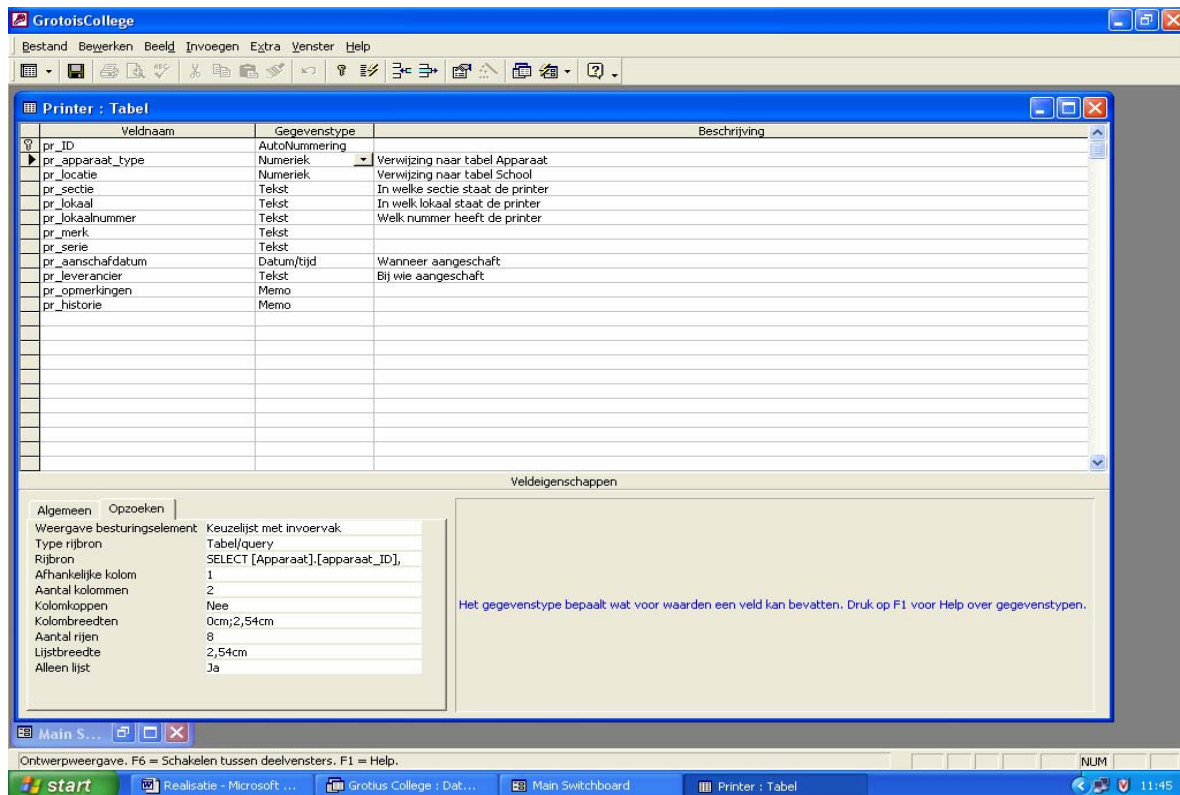 GrotoisCollege
Bestand Bewerken Beeld Invoegen Extra Venster Help
Printer : Tabel
Veldnaam Gegevenstype Beschrijving
pr_ID AutoNummering
pr_apparaat_type Numeriek Verwijzing naar tabel Apparaat
pr_locatie Numeriek Verwijzing naar tabel School
pr_sectie Tekst In welke sectie staat de printer
pr_lokaal Tekst In welk lokaal staat de printer
pr_lokaalnummer Tekst Welk nummer heeft de printer
pr_merk Tekst
pr_serie Tekst
pr_aanschafdatum Datum/tijd Wanneer aangeschaft
pr_leverancier Tekst Bij wie aangeschaft
pr_opmerkingen Memo
pr_historie Memo
Veldeigenschappen
Algemeen Opzoeken
Weergave besturingselement Keuzelijst met invoervak
Type rijbron Tabel/query
Rijbron SELECT [Apparaat].[apparaat_ID],
Afhankelijke kolom 1
Aantal kolommen 2
Kolomkoppen Nee
Kolombreedten 0cm;2,54cm
Aantal rijen 8
Lijstbreedte 2,54cm
Alleen lijst Ja
Het gegevenstype bepaalt wat voor waarden een veld kan bevatten. Druk op F1 voor Help over gegevenstypen.
Main S...
Ontwerpweergave. F6 = Schakelen tussen deelvensters. F1 = Help. NUM
start Realisatie - Microsoft ... Grotius College : Dat... Main Switchboard Printer : Tabel 11:45